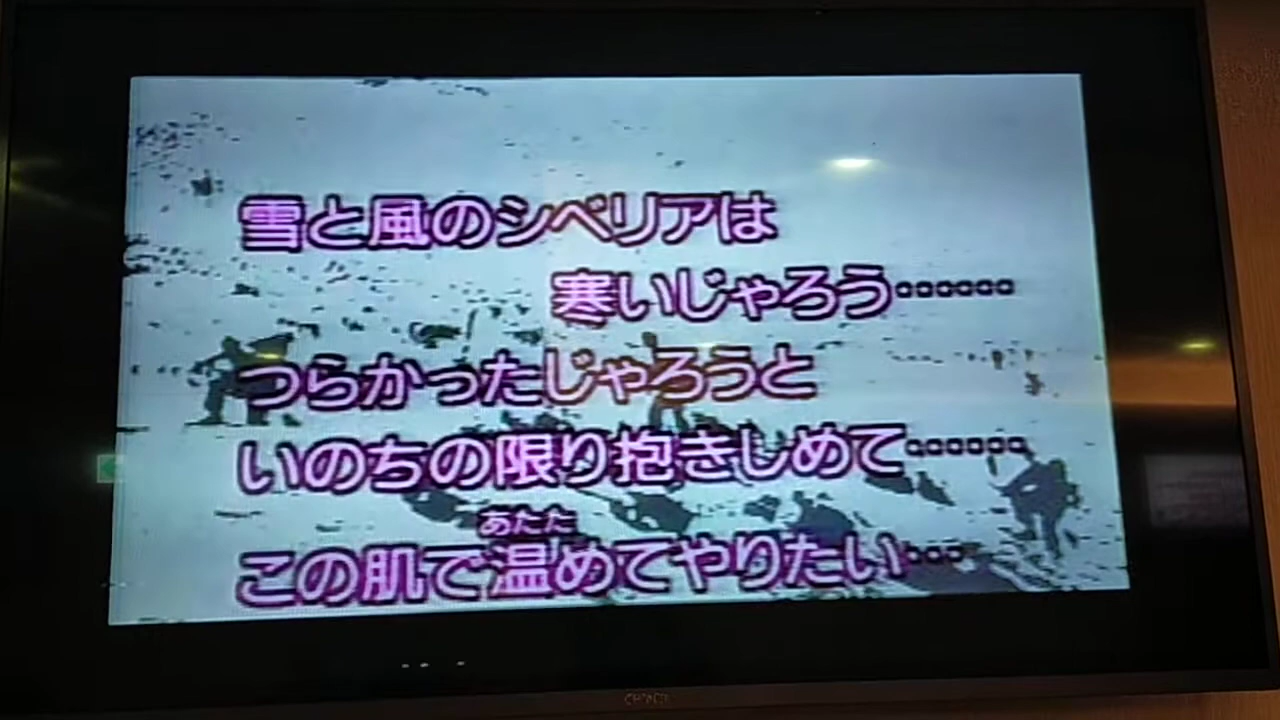 雪と風のシベリアは
寒いじゃろう‥‥‥
つらかったじゃろうと
いのちの限り抱きしめて‥‥‥
あたた
この肌で温めてやりたい…